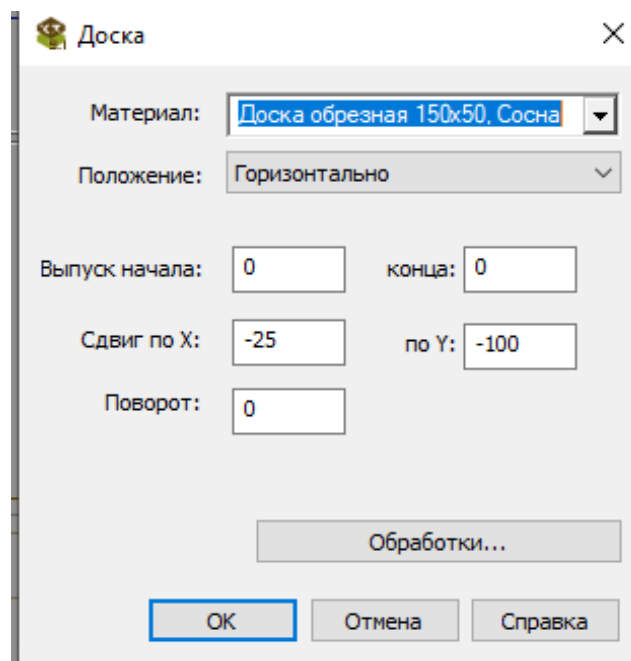 Доска
Материал: Доска обрезная 150x50, Сосна
Положение: Горизонтально
Выпуск начала: 0 конца: 0
Сдвиг по X: -25 по Y: -100
Поворот: 0
Обработки...
OK Отмена Справка